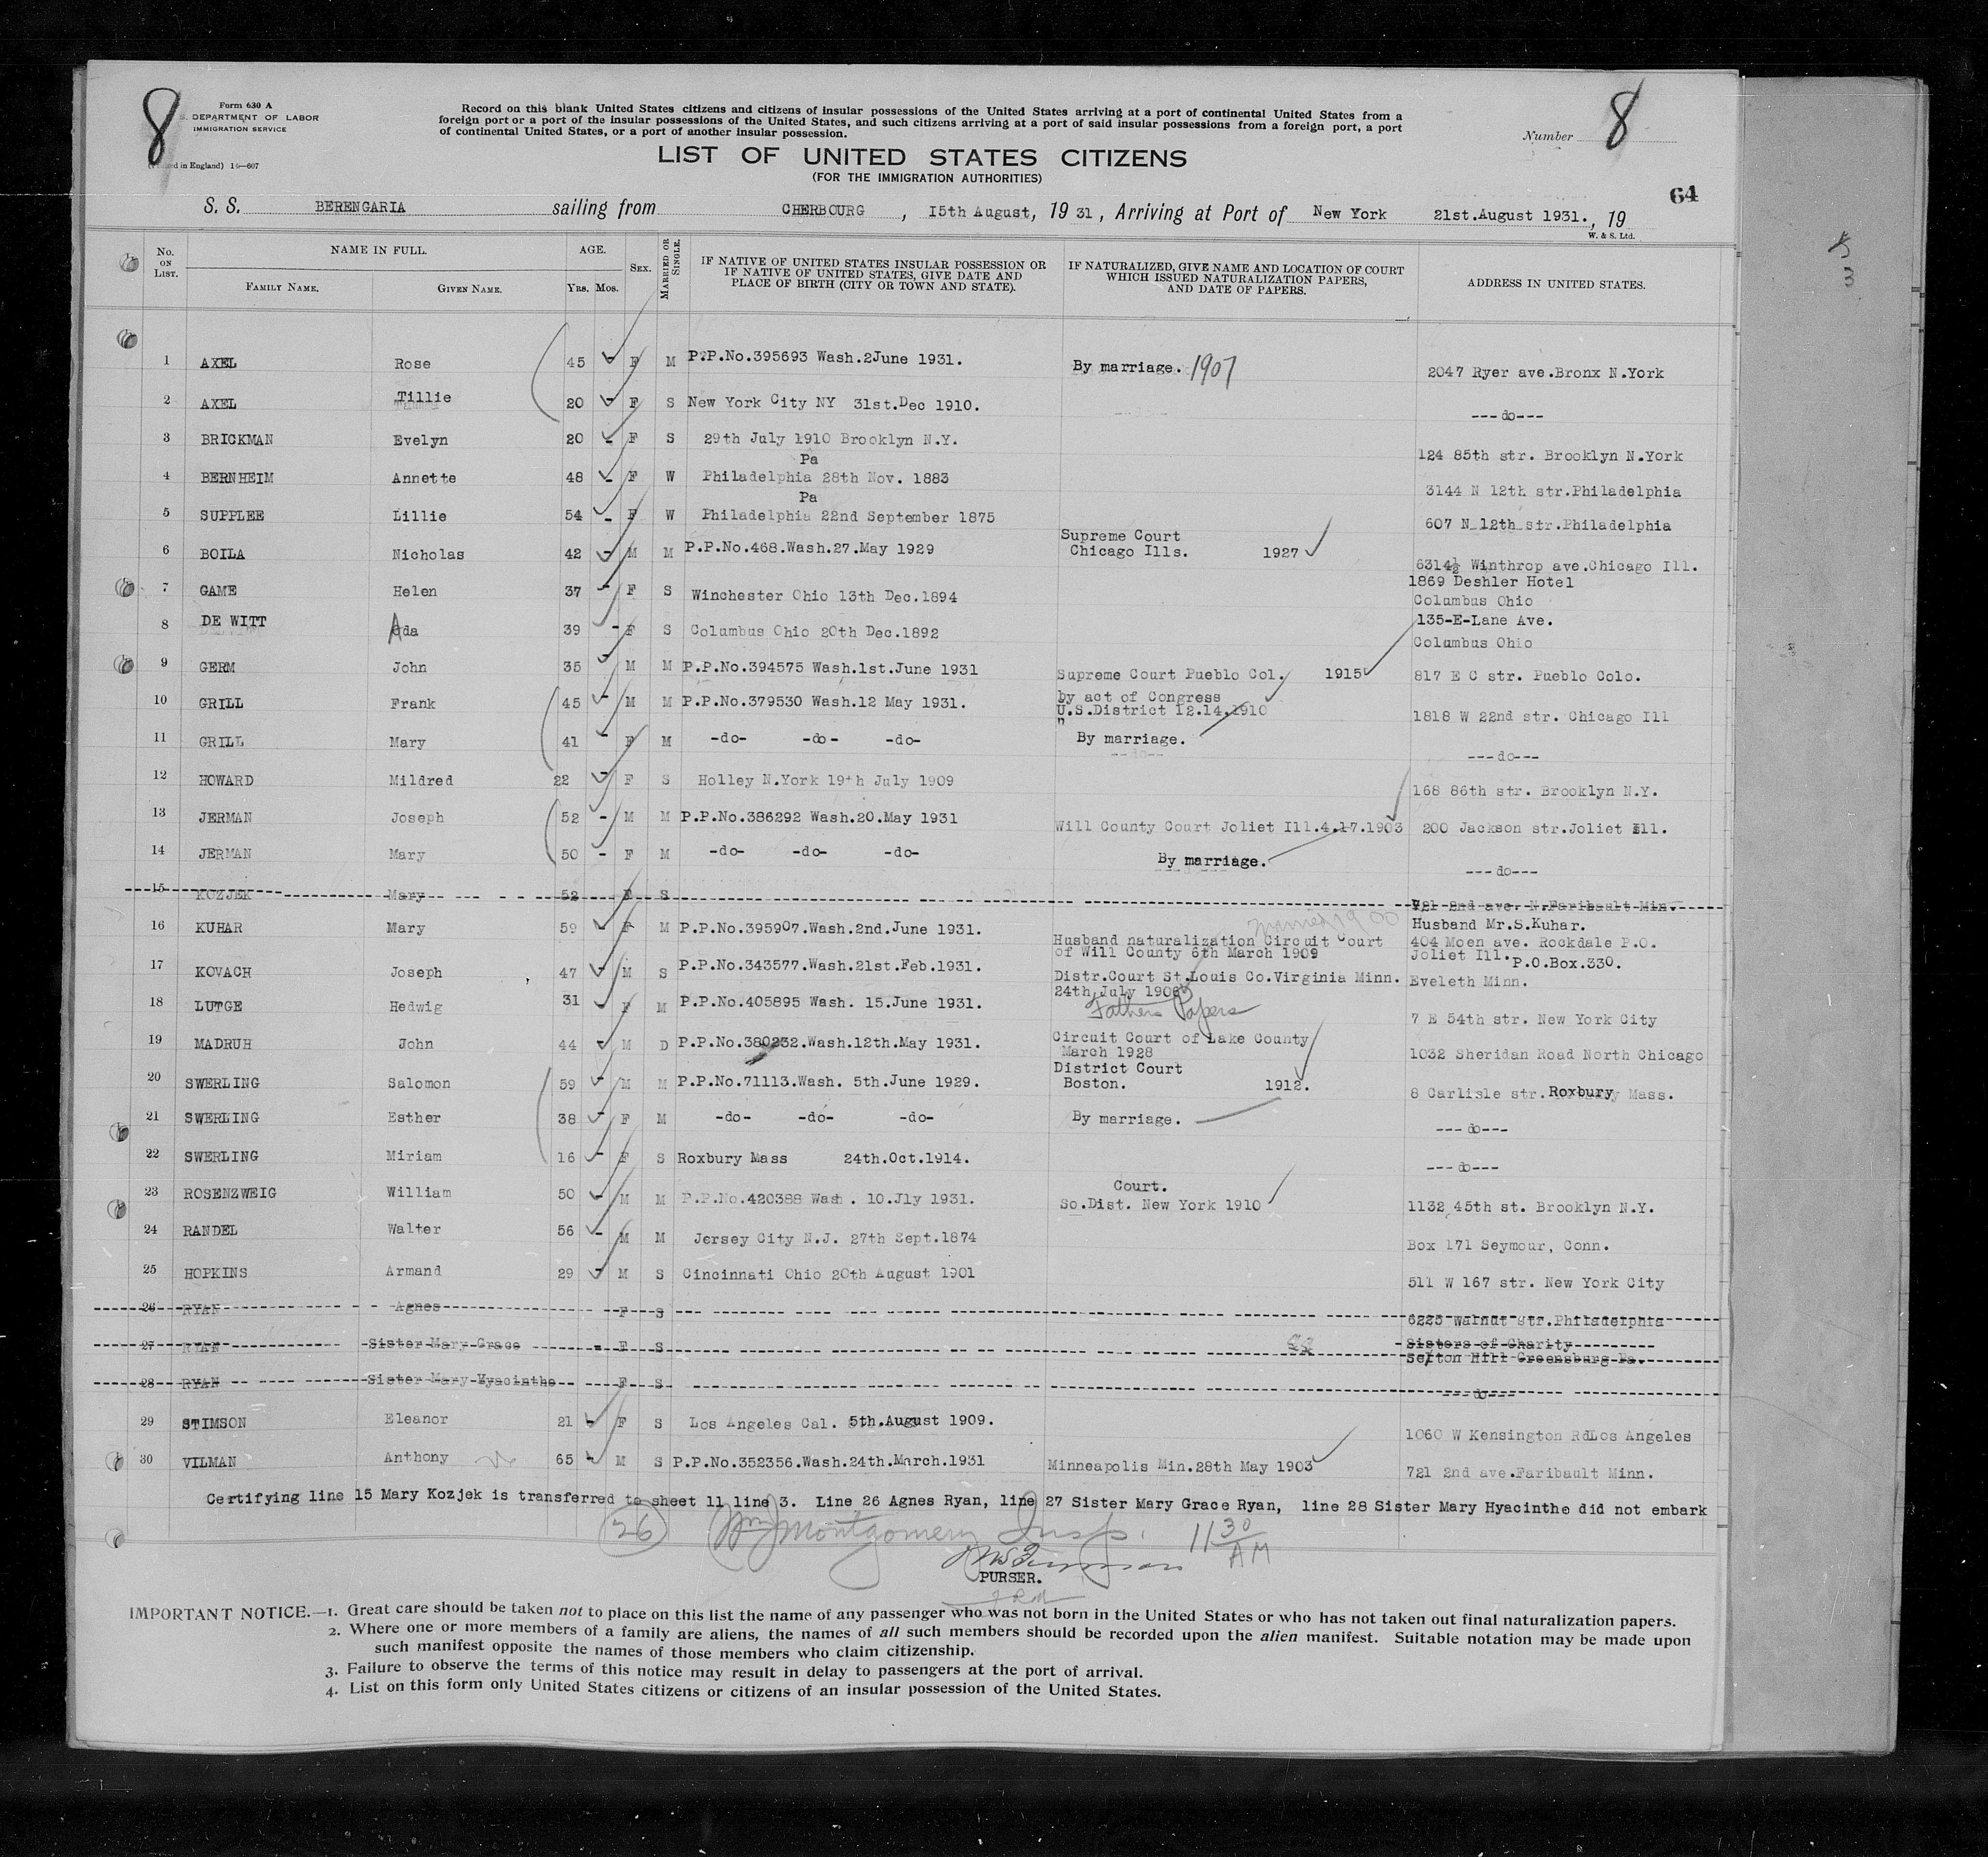 8
Form 630 A
DEPARTMENT OF LABOR
IMMIGRATION SERVICE
in England) 14—607
Record on this blank United States citizens and citizens of insular possessions of the United States arriving at a port of continental United States from a
foreign port or a port of the insular possessions of the United States, and such citizens arriving at a port of said insular possessions from a foreign port, a port
of continental United States, or a port of another insular possession.
Number 8
LIST OF UNITED STATES CITIZENS
(FOR THE IMMIGRATION AUTHORITIES)
64
S. S. BERENGARIA sailing from CHERBOURG , 15th August, 19 31, Arriving at Port of New York 21st.August 1931., 19
W. & S. Ltd.
No. ON LIST. NAME IN FULL. AGE. SEX. MARRIED OR SINGLE. IF NATIVE OF UNITED STATES INSULAR POSSESSION OR IF NATIVE OF UNITED STATES, GIVE DATE AND PLACE OF BIRTH (CITY OR TOWN AND STATE). IF NATURALIZED, GIVE NAME AND LOCATION OF COURT WHICH ISSUED NATURALIZATION PAPERS, AND DATE OF PAPERS. ADDRESS IN UNITED STATES.
FAMILY NAME. GIVEN NAME. YRS. MOS.
1 AXEL Rose 45 - F M P.P.No.395693 Wash.2June 1931. By marriage. 1907 2047 Ryer ave.Bronx N.York
2 AXEL Tillie 20 - F S New York City NY 31st.Dec 1910. ---do---
3 BRICKMAN Evelyn 20 - F S 29th July 1910 Brooklyn N.Y. 124 85th str. Brooklyn N.York
4 BERNHEIM Annette 48 - F W Philadelphia Pa 28th Nov. 1883 3144 N 12th str.Philadelphia
5 SUPPLEE Lillie 54 - F W Philadelphia Pa 22nd September 1875 607 N 12th str.Philadelphia
6 BOILA Nicholas 42 - M M P.P.No.468.Wash.27.May 1929 Supreme Court Chicago Ills. 1927 6314½ Winthrop ave.Chicago Ill.
7 GAME Helen 37 - F S Winchester Ohio 13th Dec.1894 1869 Deshler Hotel Columbus Ohio
8 DE WITT Ada 39 - F S Columbus Ohio 20th Dec.1892 135-E-Lane Ave. Columbus Ohio
9 GERM John 35 - M M P.P.No.394575 Wash.1st.June 1931 Supreme Court Pueblo Col. 1915 817 E C str. Pueblo Colo.
10 GRILL Frank 45 - M M P.P.No.379530 Wash.12 May 1931. by act of Congress U.S.District 12.14.1910 1818 W 22nd str. Chicago Ill
11 GRILL Mary 41 - F M -do- -do- -do- " By marriage. ---do---
12 HOWARD Mildred 22 - F S Holley N.York 19th July 1909 168 86th str. Brooklyn N.Y.
13 JERMAN Joseph 52 - M M P.P.No.386292 Wash.20.May 1931 Will County Court Joliet Ill.4.17.1903 200 Jackson str.Joliet Ill.
14 JERMAN Mary 50 - F M -do- -do- -do- By marriage. ---do---
15 KOZJEK Mary 52 F S 721 2nd ave. N.Faribault Min.
16 KUHAR Mary 59 F M P.P.No.395907.Wash.2nd.June 1931. married 1900 Husband naturalization Circuit Court of Will County 6th March 1909 Husband Mr.S.Kuhar. 404 Moen ave. Rockdale P.O. Joliet Ill.
17 KOVACH Joseph 47 - M S P.P.No.343577.Wash.21st.Feb.1931. Distr.Court St.Louis Co.Virginia Minn. 24th July 1906 P.O.Box.330. Eveleth Minn.
18 LUTGE Hedwig 31 - F M P.P.No.405895 Wash. 15.June 1931. Fathers Papers 7 E 54th str. New York City
19 MADRUH John 44 - M D P.P.No.380232.Wash.12th.May 1931. Circuit Court of Lake County March 1928 1032 Sheridan Road North Chicago
20 SWERLING Salomon 59 - M M P.P.No.71113.Wash. 5th.June 1929. District Court Boston. 1912. 8 Carlisle str.Roxbury Mass.
21 SWERLING Esther 38 - F M -do- -do- -do- By marriage. ---do---
22 SWERLING Miriam 16 - F S Roxbury Mass 24th.Oct.1914. ---do---
23 ROSENZWEIG William 50 - M M P.P.No.420388 Wash. 10.Jly 1931. Court. So.Dist. New York 1910 1132 45th st. Brooklyn N.Y.
24 RANDEL Walter 56 - M M Jersey City N.J. 27th Sept.1874 Box 171 Seymour, Conn.
25 HOPKINS Armand 29 - M S Cincinnati Ohio 20th August 1901 511 W 167 str. New York City
26 RYAN Agnes F S 6225 Walnut str.Philadelphia
27 RYAN Sister Mary Grace F S Sisters of Charity Seton Hill Greensburg Pa.
28 RYAN Sister Mary Hyacinthe F S ---do---
29 STIMSON Eleanor 21 - F S Los Angeles Cal. 5th.August 1909. 1060 W Kensington Rd Los Angeles
30 VILMAN Anthony 65 - M S P.P.No.352356.Wash.24th.March.1931 Minneapolis Min.28th May 1903 721 2nd ave.Faribault Minn.
Certifying line 15 Mary Kozjek is transferred to sheet 11 line 3. Line 26 Agnes Ryan, line 27 Sister Mary Grace Ryan, line 28 Sister Mary Hyacinthe did not embark
26 Wm J Montgomery Insp. 11 30 AM
PURSER.
IMPORTANT NOTICE.—1. Great care should be taken not to place on this list the name of any passenger who was not born in the United States or who has not taken out final naturalization papers.
2. Where one or more members of a family are aliens, the names of all such members should be recorded upon the alien manifest. Suitable notation may be made upon
such manifest opposite the names of those members who claim citizenship.
3. Failure to observe the terms of this notice may result in delay to passengers at the port of arrival.
4. List on this form only United States citizens or citizens of an insular possession of the United States.